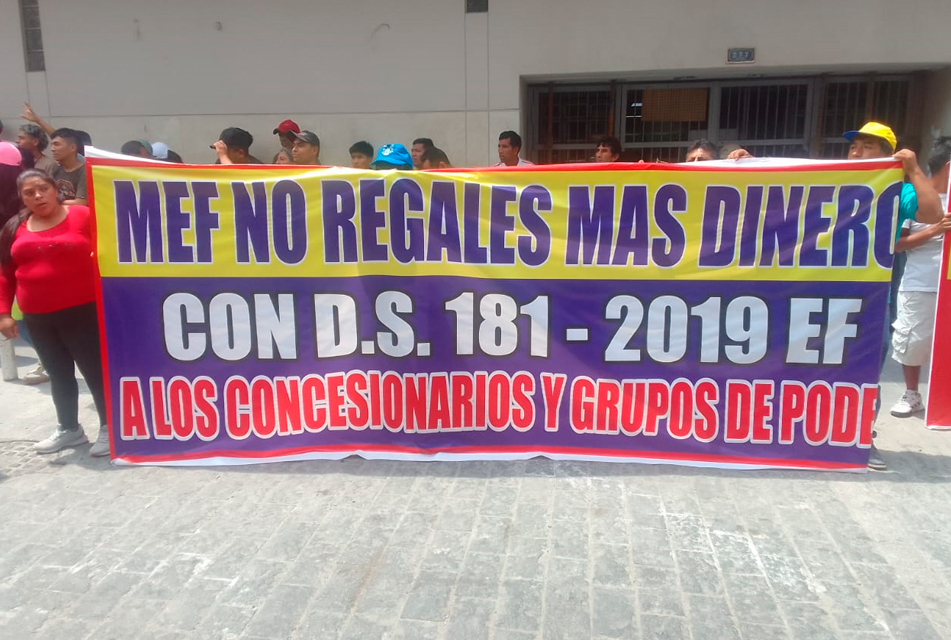 MEF NO REGALES MAS DINERO
CON D.S. 181 - 2019 EF
A LOS CONCESIONARIOS Y GRUPOS DE PODE